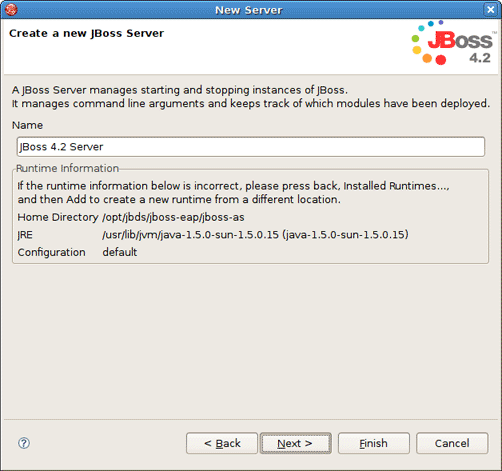 New Server
Create a new JBoss Server
JBoss
4.2
A JBoss Server manages starting and stopping instances of JBoss.
It manages command line arguments and keeps track of which modules have been deployed.
Name
JBoss 4.2 Server
Runtime Information
If the runtime information below is incorrect, please press back, Installed Runtimes...,
and then Add to create a new runtime from a different location.
Home Directory /opt/jbds/jboss-eap/jboss-as
JRE /usr/lib/jvm/java-1.5.0-sun-1.5.0.15 (java-1.5.0-sun-1.5.0.15)
Configuration default
? < Back Next > Finish Cancel